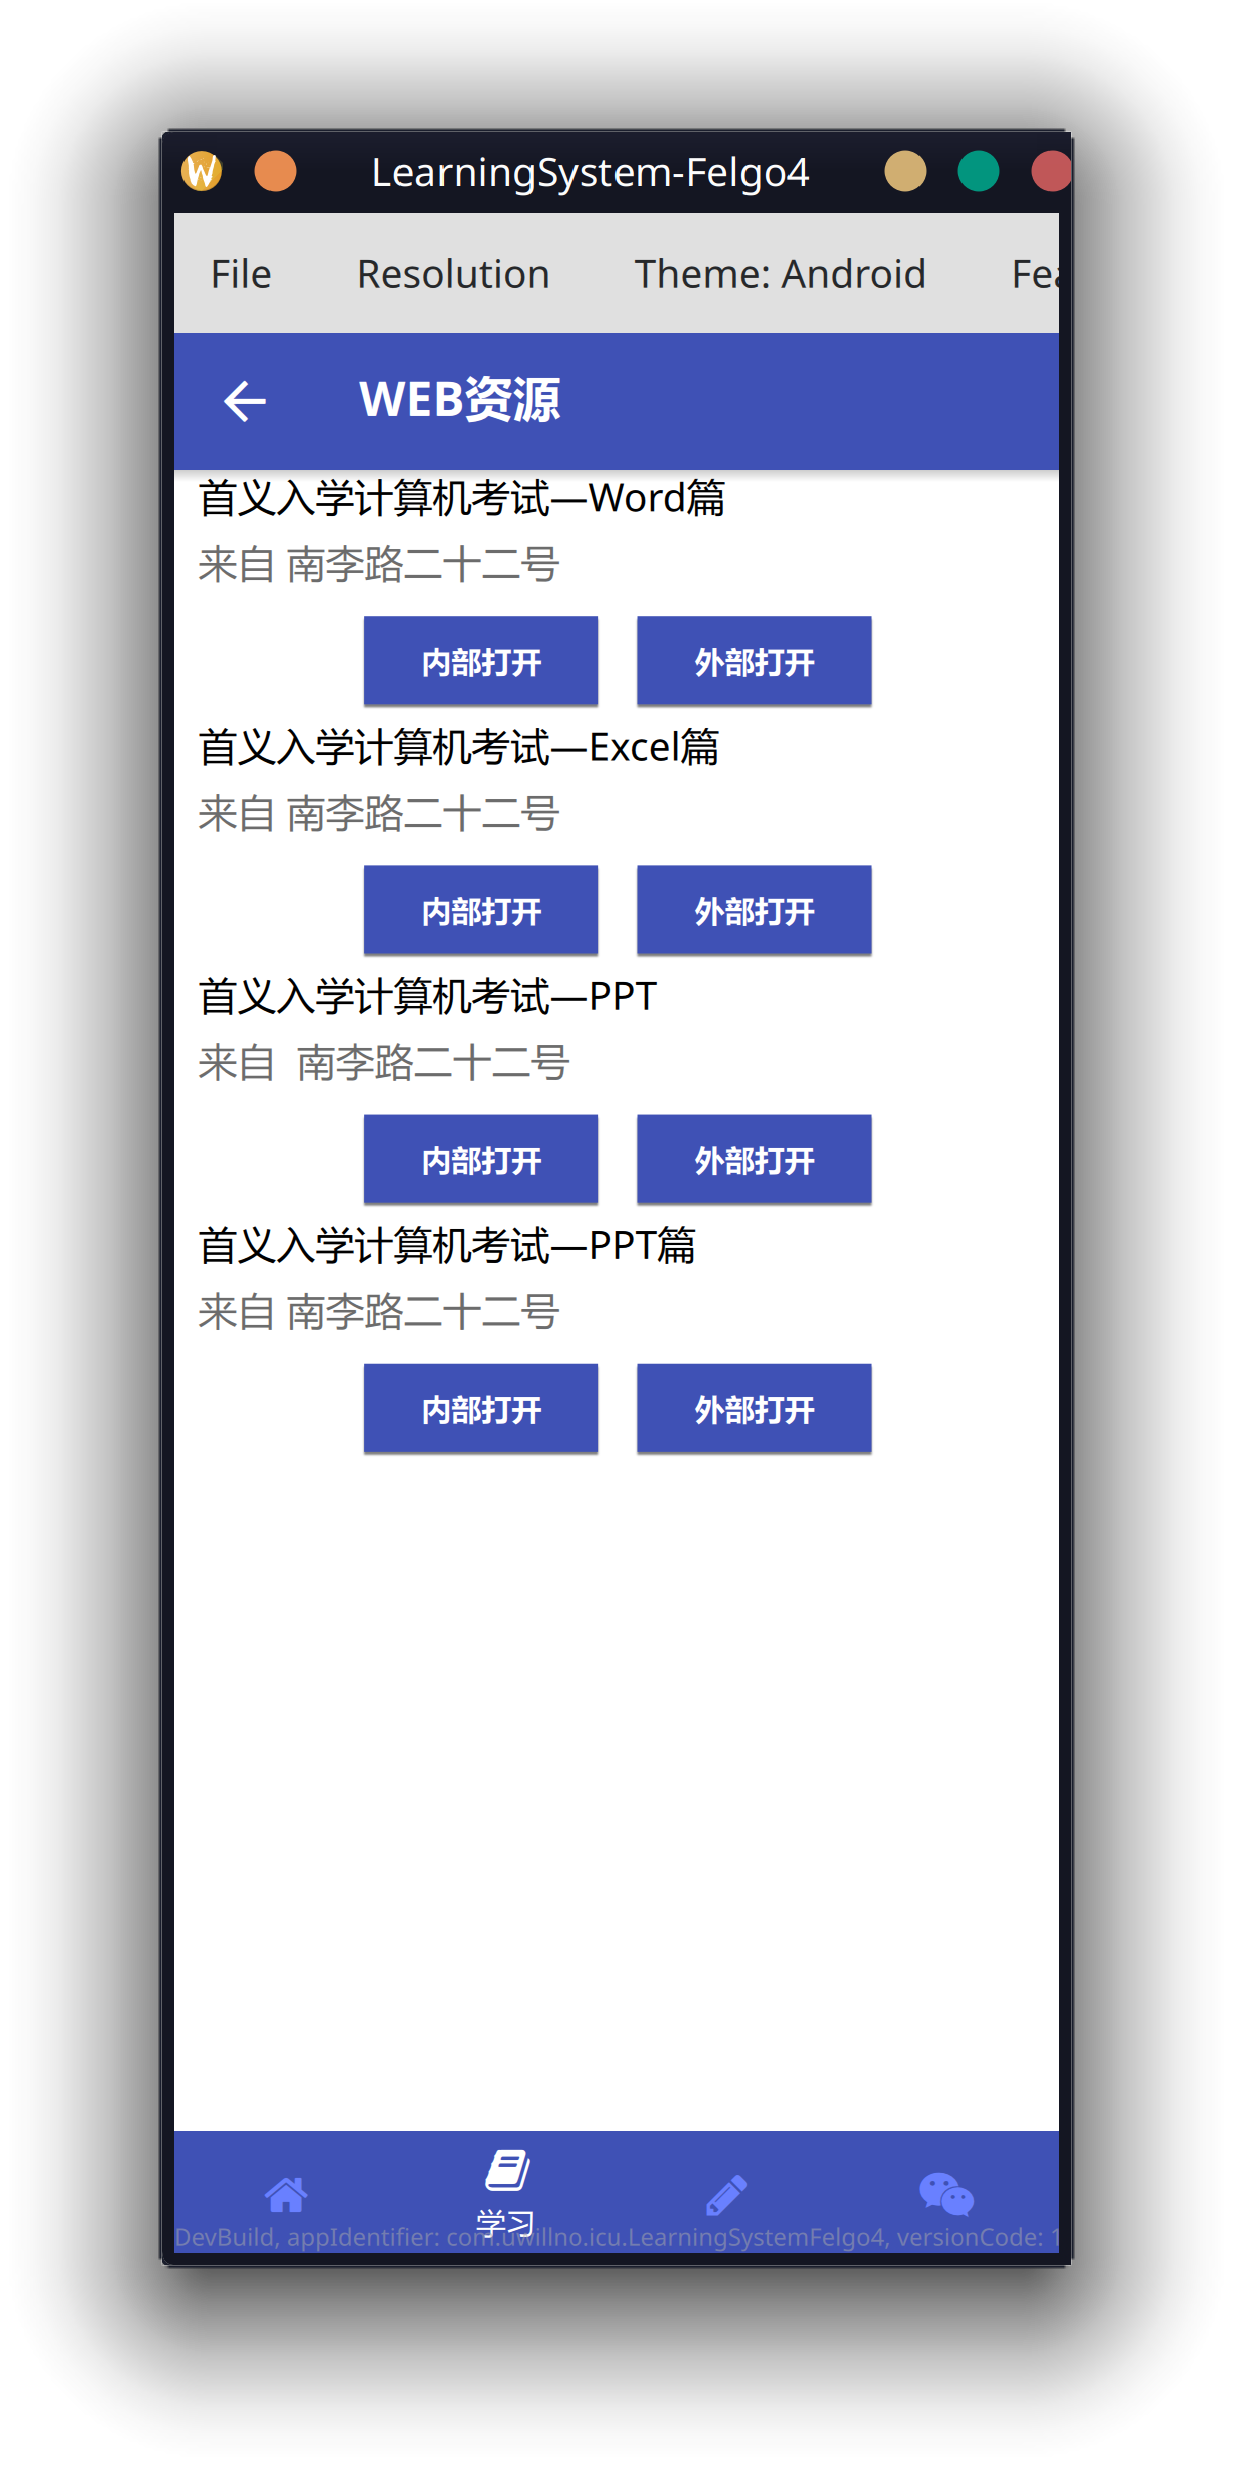 LearningSystem-Felgo4
File Resolution Theme: Android Fea
WEB资源
首义入学计算机考试—Word篇
来自 南李路二十二号
内部打开 外部打开
首义入学计算机考试—Excel篇
来自 南李路二十二号
内部打开 外部打开
首义入学计算机考试—PPT
来自  南李路二十二号
内部打开 外部打开
首义入学计算机考试—PPT篇
来自 南李路二十二号
内部打开 外部打开
学习
DevBuild, appIdentifier: com.uwillno.icu.LearningSystemFelgo4, versionCode: 1